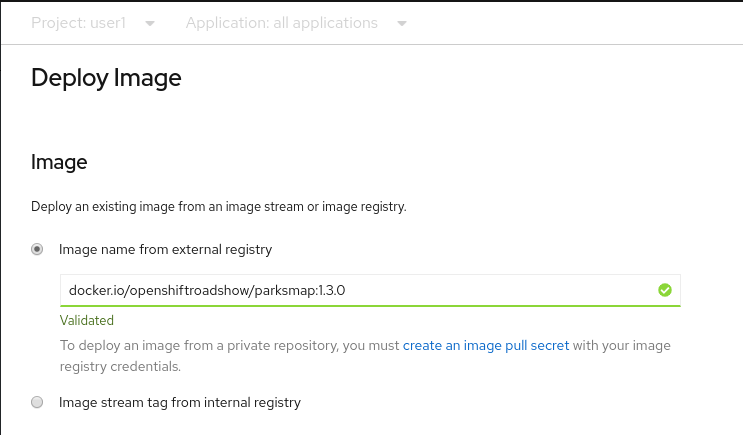 Project: user1 Application: all applications
Deploy Image
Image
Deploy an existing image from an image stream or image registry.
Image name from external registry
docker.io/openshiftroadshow/parksmap:1.3.0
Validated
To deploy an image from a private repository, you must create an image pull secret with your image
registry credentials.
Image stream tag from internal registry